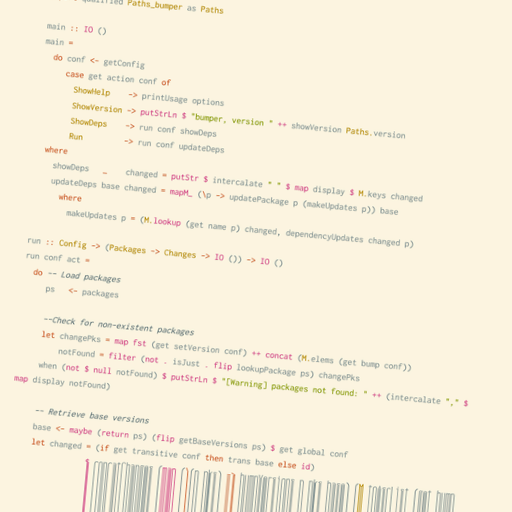 qualified Paths_bumper as Paths
main :: IO ()
main =
do conf <- getConfig
case get action conf of
ShowHelp -> printUsage options
ShowVersion -> putStrLn $ "bumper, version " ++ showVersion Paths.version
ShowDeps -> run conf showDeps
Run -> run conf updateDeps
where
showDeps _ changed = putStr $ intercalate " " $ map display $ M.keys changed
updateDeps base changed = mapM_ (\p -> updatePackage p (makeUpdates p)) base
where
makeUpdates p = (M.lookup (get name p) changed, dependencyUpdates changed p)
run :: Config -> (Packages -> Changes -> IO ()) -> IO ()
run conf act =
do -- Load packages
ps <- packages
--Check for non-existent packages
let changePks = map fst (get setVersion conf) ++ concat (M.elems (get bump conf))
notFound = filter (not . isJust . flip lookupPackage ps) changePks
when (not $ null notFound) $ putStrLn $ "[Warning] packages not found: " ++ (intercalate "," $
map display notFound)
-- Retrieve base versions
base <- maybe (return ps) (flip getBaseVersions ps) $ get global conf
let changed = (if get transitive conf then trans base else id)